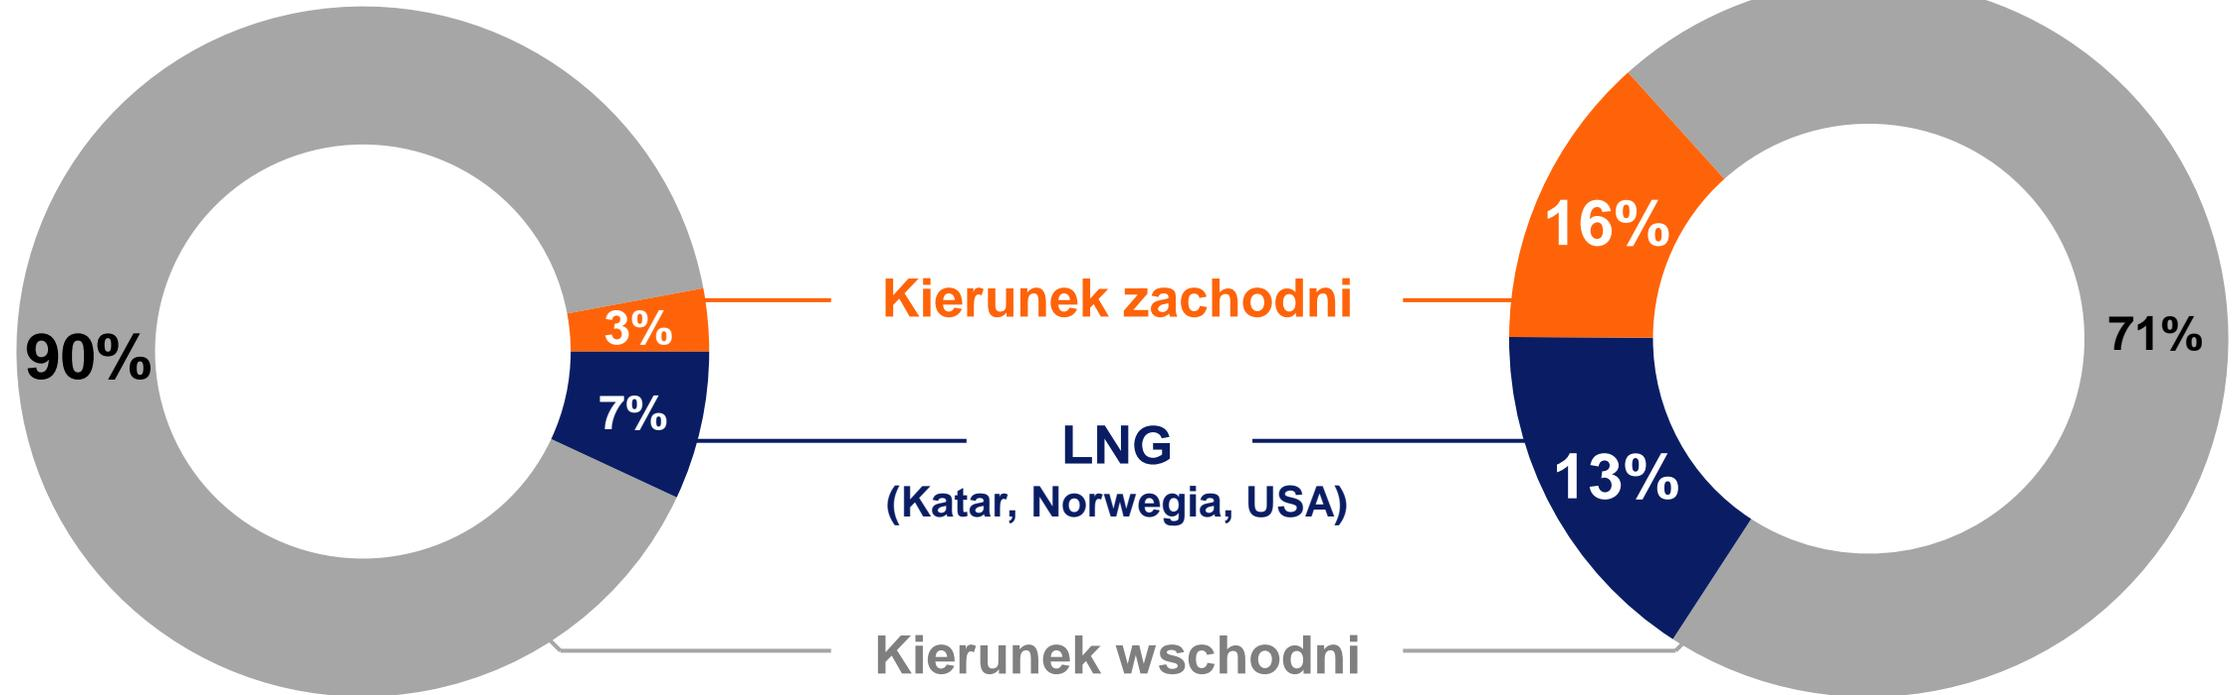 16%
Kierunek zachodni
3%
71%
90%
7%
LNG
13%
(Katar, Norwegia, USA)
Kierunek wschodni